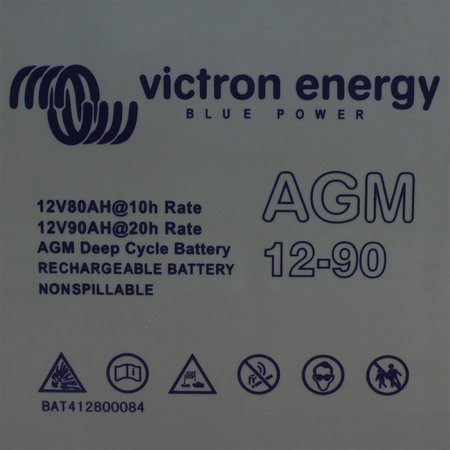 victron energy
BLUE POWER
12V80AH@10h Rate
12V90AH@20h Rate
AGM Deep Cycle Battery
RECHARGEABLE BATTERY
NONSPILLABLE
AGM
12-90
BAT412800084